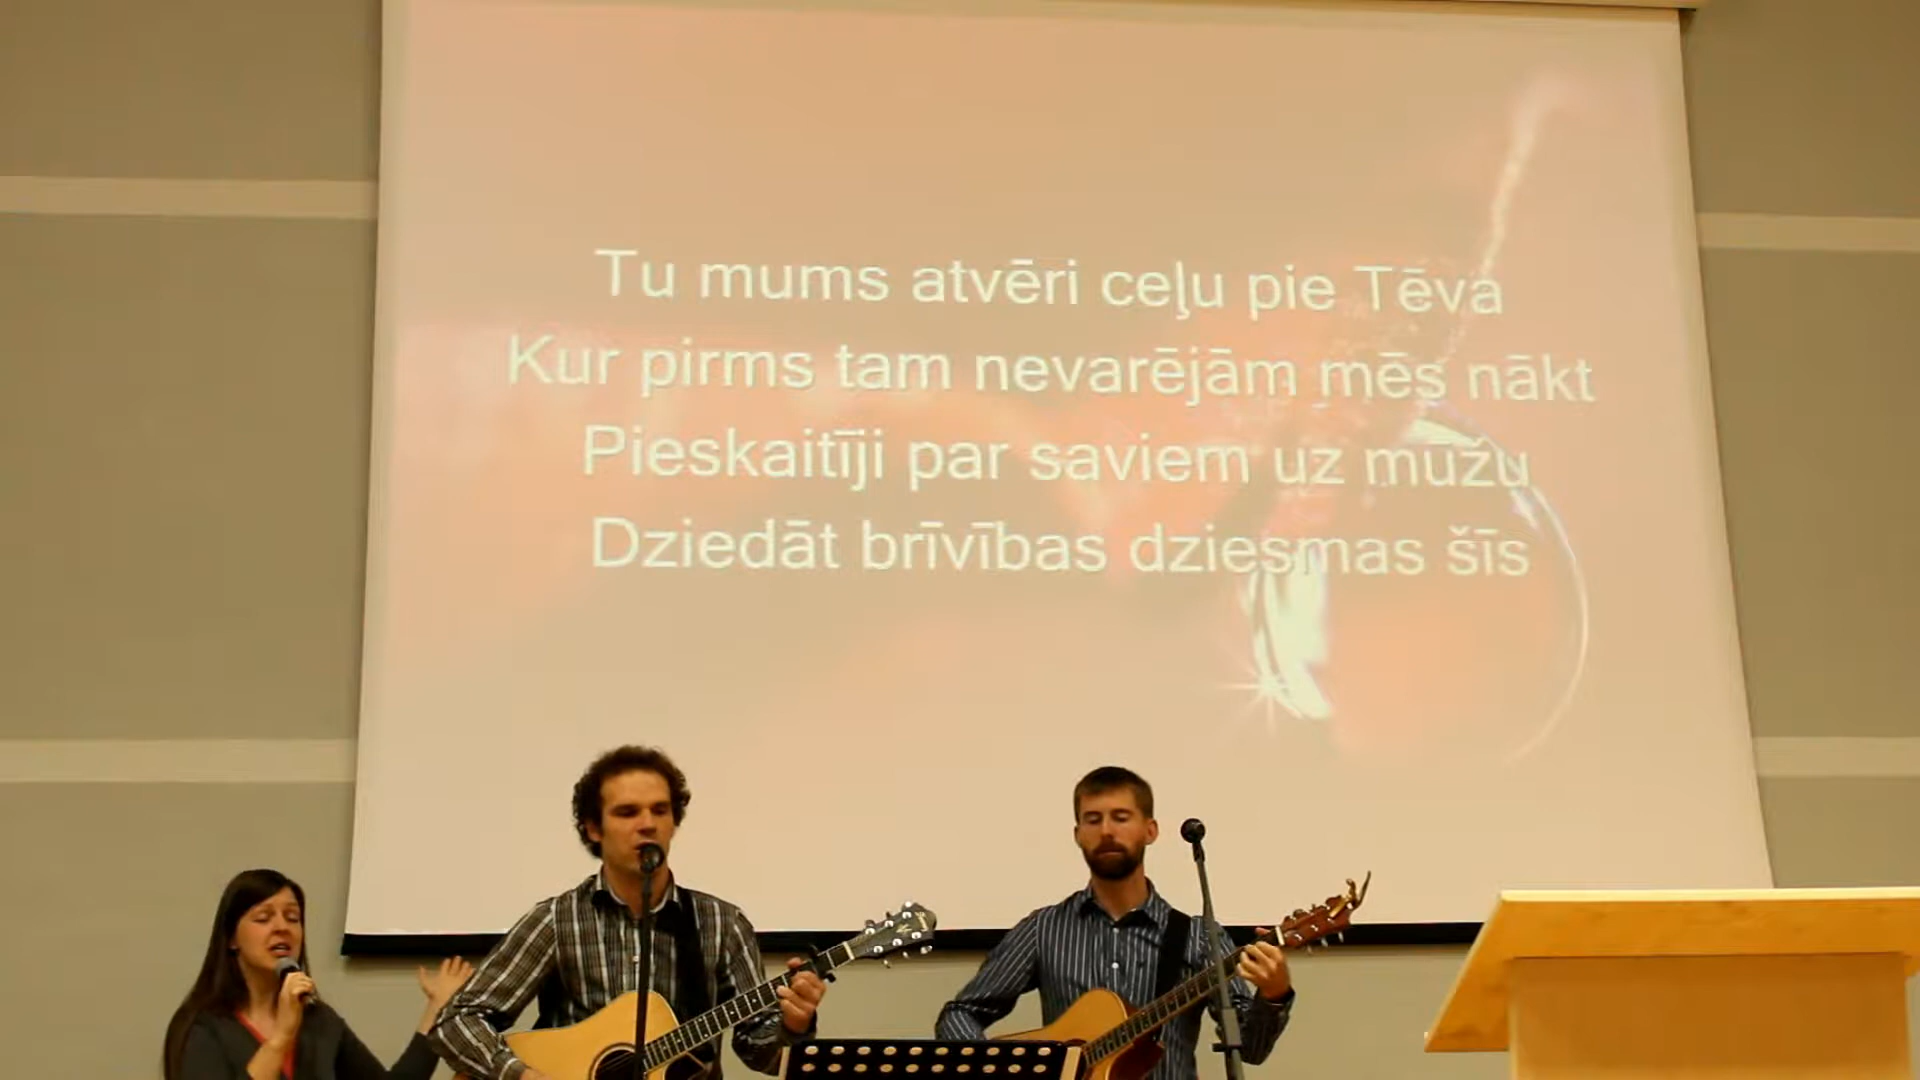 Tu mums atvēri ceļu pie Tēva
Kur pirms tam nevarējām mēs nākt
Pieskaitīji par saviem uz mūžu
Dziedāt brīvības dziesmas šīs